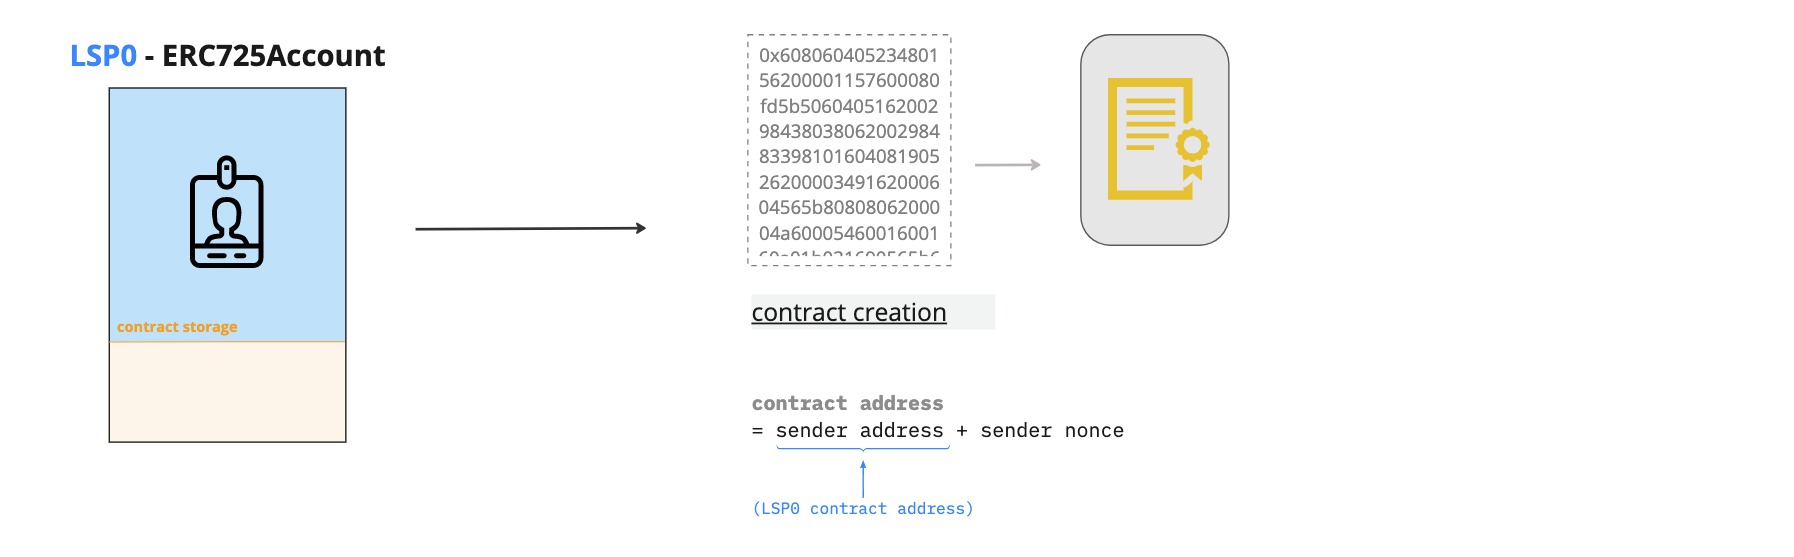 LSP0 - ERC725Account
contract storage
0x608060405234801
56200001157600080
fd5b5060405162002
98438038062002984
83398101604081905
26200003491620006
04565b80808062000
04a60005460016001
contract creation
contract address
= sender address + sender nonce
(LSP0 contract address)